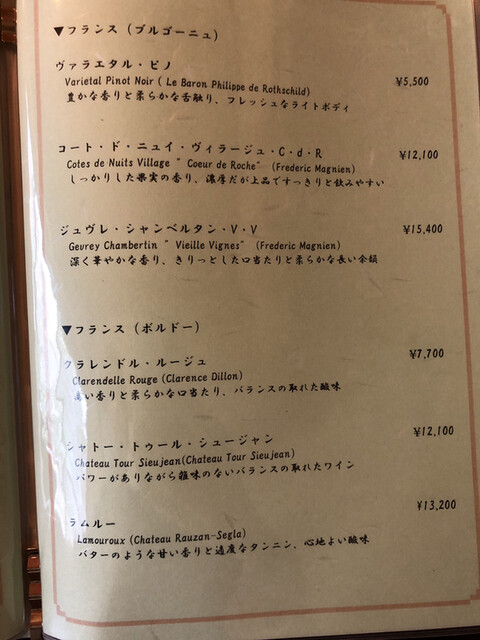 ▼フランス（ブルゴーニュ）
ヴァラエタル・ピノ
Varietal Pinot Noir ( Le Baron Philippe de Rothschild)
¥5,500
豊かな香りと柔らかな舌触り、フレッシュなライトボディ
コート・ド・ニュイ・ヴィラージュ・C・d・R
¥12,100
Cotes de Nuits Village "Coeur de Roche" (Frederic Magnien)
しっかりした果実の香り、濃厚だが上品ですっきりと飲みやすい
ジュヴレ・シャンベルタン・V・V
¥15,400
Gevrey Chambertin "Vieille Vignes" (Frederic Magnien)
深く華やかな香り、きりっとした口当たりと柔らかな長い余韻
▼フランス（ボルドー）
クラレンドル・ルージュ
¥7,700
Clarendelle Rouge (Clarence Dillon)
い香りと柔らかな口当たり、バランスの取れた酸味
シャトー・トゥール・シュージャン
¥12,100
Chateau Tour Sieujean(Chateau Tour Sieujean)
パワーがありながら雑味のないバランスの取れたワイン
ラムルー
¥13,200
Lamouroux (Chateau Rauzan-Segla)
バターのような甘い香りと適度なタンニン、心地よい酸味